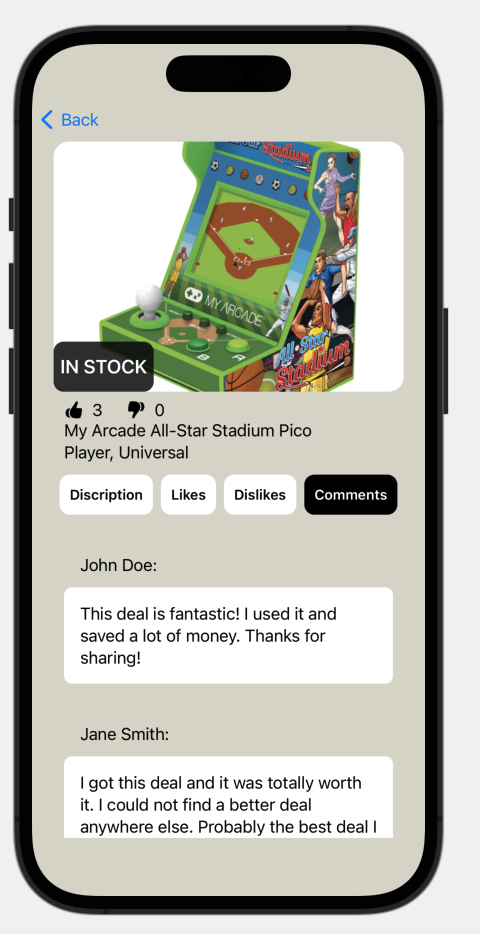 Back
Stadium
MY ARCADE
B
A
All-Star
Stadium
IN STOCK
3
0
My Arcade All-Star Stadium Pico
Player, Universal
Discription
Likes
Dislikes
Comments
John Doe:
This deal is fantastic! I used it and
saved a lot of money. Thanks for
sharing!
Jane Smith:
I got this deal and it was totally worth
it. I could not find a better deal
anywhere else. Probably the best deal I